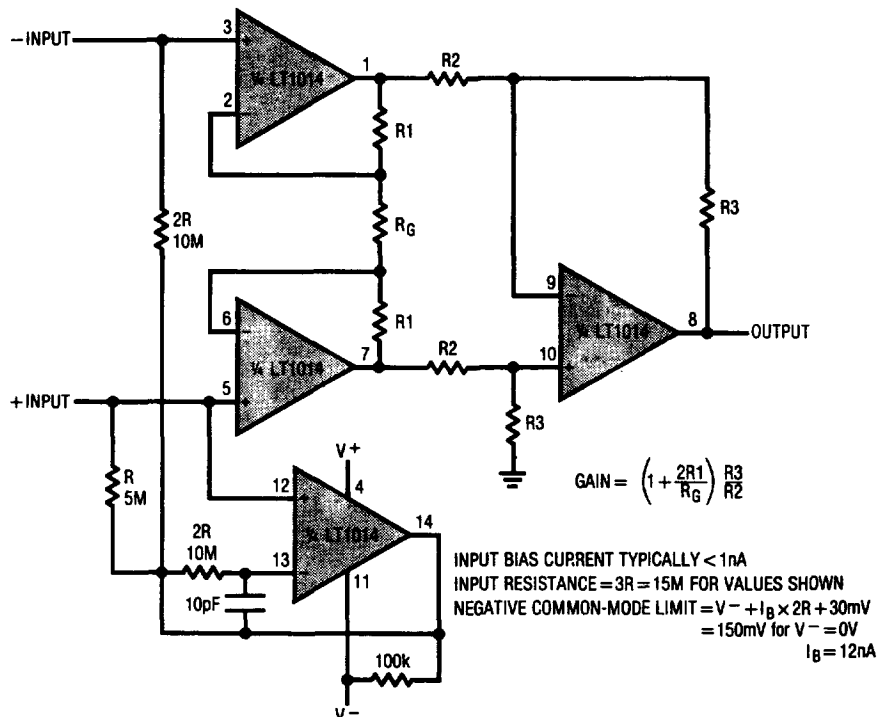 −INPUT
3
+
¼ LT1014
1
2
−
R2
R1
R3
2R
10M
RG
6
−
¼ LT1014
7
5
+
R1
R2
9
−
¼ LT1014
8
OUTPUT
10
+
+INPUT
R3
R
5M
V+
4
12
+
¼ LT1014
14
GAIN = (1 + 2R1/RG) R3/R2
2R
10M
13
−
11
10pF
INPUT BIAS CURRENT TYPICALLY < 1nA
INPUT RESISTANCE = 3R = 15M FOR VALUES SHOWN
NEGATIVE COMMON-MODE LIMIT = V− + IB × 2R + 30mV
= 150mV for V− = 0V
IB = 12nA
100k
V−